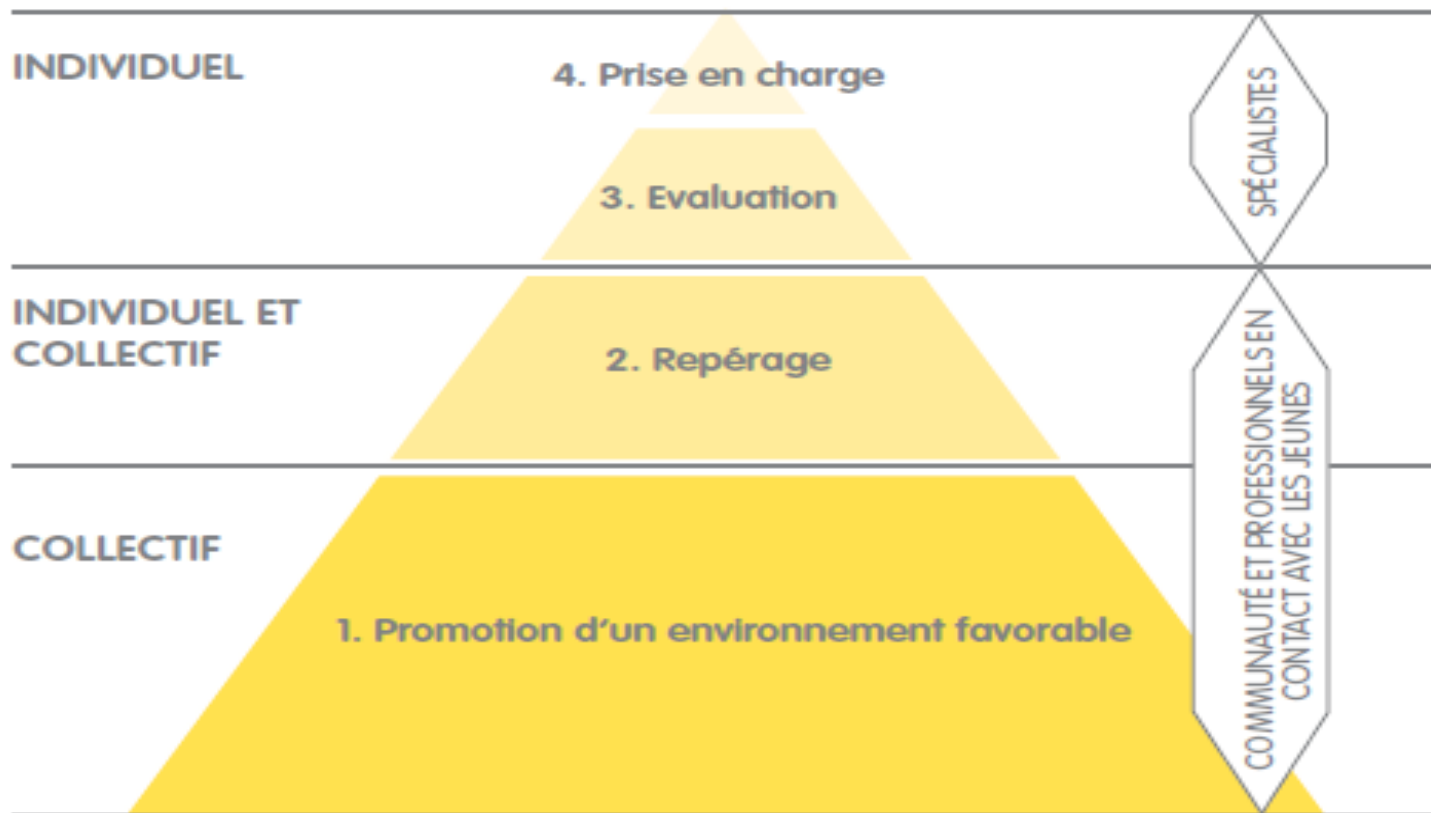 INDIVIDUEL
4. Prise en charge
SPÉCIALISTES
3. Evaluation
INDIVIDUEL ET
COLLECTIF
2. Repérage
COMMUNAUTÉ ET PROFESSIONNELS EN
CONTACT AVEC LES JEUNES
COLLECTIF
1. Promotion d'un environnement favorable